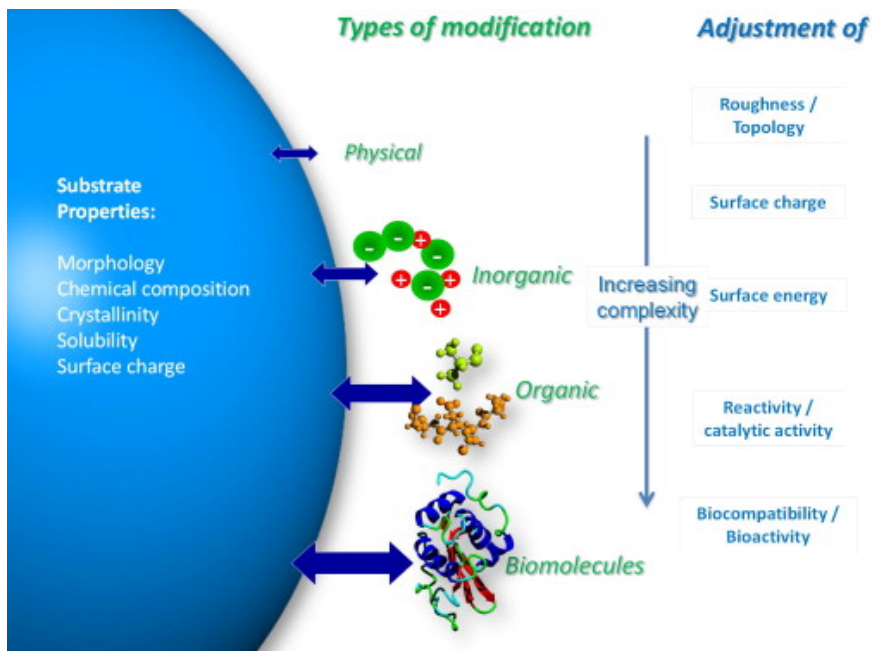 Types of modification
Adjustment of
Substrate
Properties:
Morphology
Chemical composition
Crystallinity
Solubility
Surface charge
Physical
Inorganic
Organic
Biomolecules
- - + - + - + +
Increasing
complexity
Roughness /
Topology
Surface charge
Surface energy
Reactivity /
catalytic activity
Biocompatibility /
Bioactivity